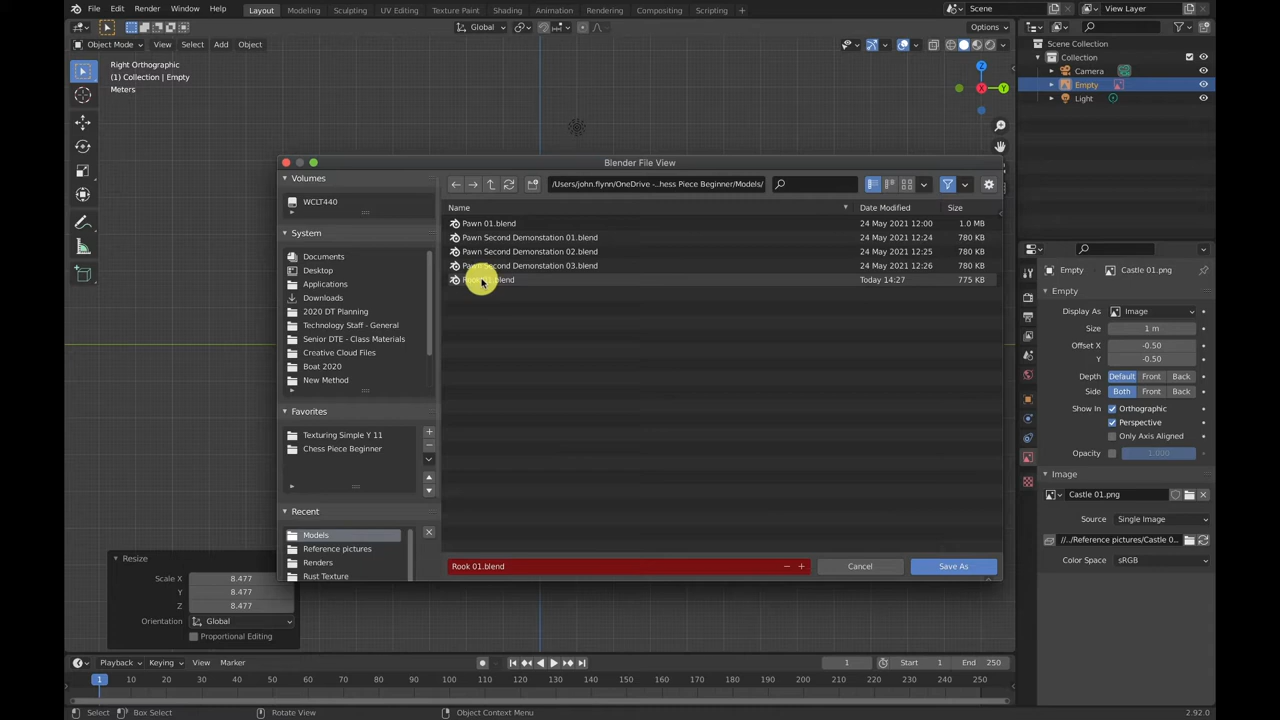 File Edit Render Window Help Layout Modeling Sculpting UV Editing Texture Paint Shading Animation Rendering Compositing Scripting + Scene View Layer
Global Options
Object Mode View Select Add Object
Right Orthographic
(1) Collection | Empty
Meters
Z
X
Y
Scene Collection
Collection
Camera
Empty
Light
Blender File View
Volumes
WCLT440
System
Documents
Desktop
Applications
Downloads
2020 DT Planning
Technology Staff - General
Senior DTE - Class Materials
Creative Cloud Files
Boat 2020
New Method
Favorites
Texturing Simple Y 11
Chess Piece Beginner
Recent
Models
Reference pictures
Renders
Rust Texture
/Users/john.flynn/OneDrive -...hess Piece Beginner/Models/
Name Date Modified Size
Pawn 01.blend 24 May 2021 12:00 1.0 MB
Pawn Second Demonstation 01.blend 24 May 2021 12:24 780 KB
Pawn Second Demonstation 02.blend 24 May 2021 12:25 780 KB
Pawn Second Demonstation 03.blend 24 May 2021 12:26 780 KB
Rook 01.blend Today 14:27 775 KB
Rook 01.blend Cancel Save As
Empty Castle 01.png
Empty
Display As Image
Size 1 m
Offset X -0.50
Y -0.50
Depth Default Front Back
Side Both Front Back
Show In Orthographic
Perspective
Only Axis Aligned
Opacity 1.000
Image
Castle 01.png
Source Single Image
//../Reference pictures/Castle 0...
Color Space sRGB
Resize
Scale X 8.477
Y 8.477
Z 8.477
Orientation Global
Proportional Editing
Playback Keying View Marker 1 Start 1 End 250
1 10 20 30 40 50 60 70 80 90 100 110 120 130 140 150 160 170 180 190 200 210 220 230 240 250
Select Box Select Rotate View Object Context Menu 2.92.0